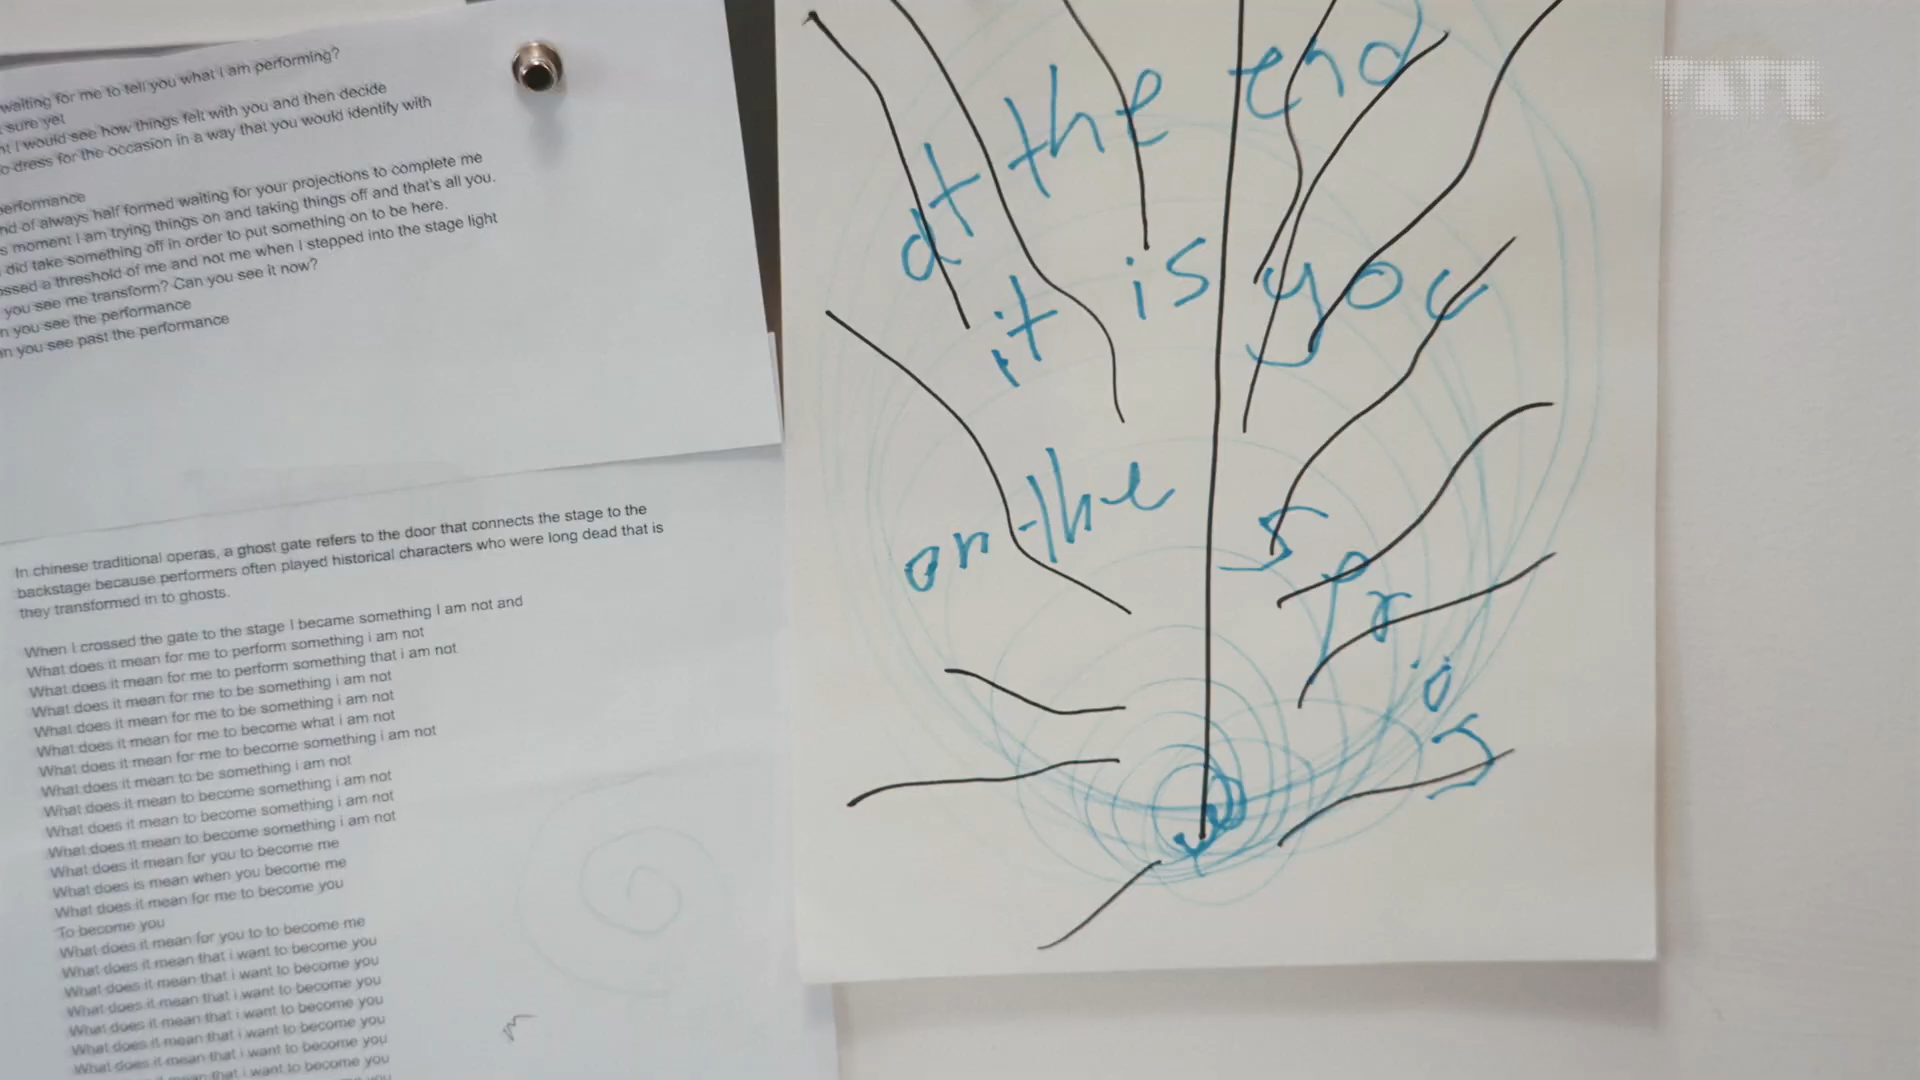 waiting for me to tell you what i am performing?
sure yet
I would see how things felt with you and then decide
dress for the occasion in a way that you would identify with
performance
of always half formed waiting for your projections to complete me
moment I am trying things on and taking things off and that's all you.
did take something off in order to put something on to be here.
a threshold of me and not me when I stepped into the stage light
you see me transform? Can you see it now?
you see the performance
you see past the performance
In chinese traditional operas, a ghost gate refers to the door that connects the stage to the
backstage because performers often played historical characters who were long dead that is
they transformed in to ghosts.
When I crossed the gate to the stage I became something I am not and
What does it mean for me to perform something i am not
What does it mean for me to perform something that i am not
What does it mean for me to be something i am not
What does it mean for me to be something i am not
What does it mean for me to become what i am not
What does it mean for me to become something i am not
What does it mean to be something i am not
What does it mean to become something i am not
What does it mean to become something i am not
What does it mean to become something i am not
What does it mean for you to become me
What does is mean when you become me
What does it mean for me to become you
To become you
What does it mean for you to to become me
What does it mean that i want to become you
What does it mean that i want to become you
What does it mean that i want to become you
What does it mean that i want to become you
What does it mean that i want to become you
What does it mean that i want to become you
mean that i want to become you
at the end
it is you
on the
TATE